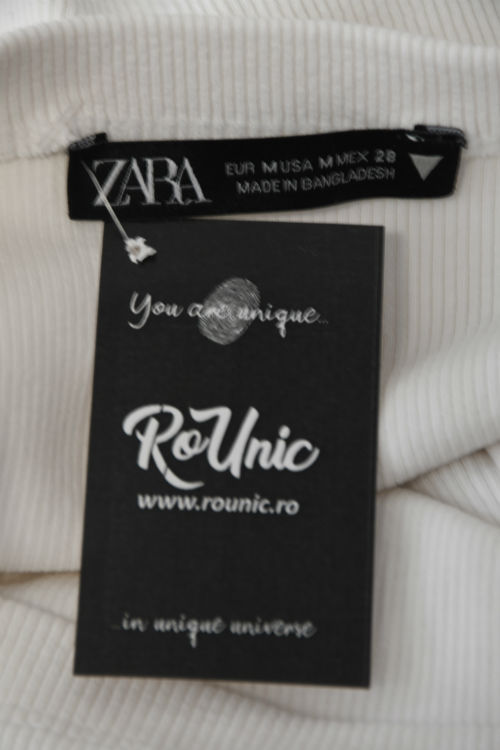 ZARA
EUR M USA M MEX 28
MADE IN BANGLADESH
You are unique...
RoUnic
www.rounic.ro
...in unique universe